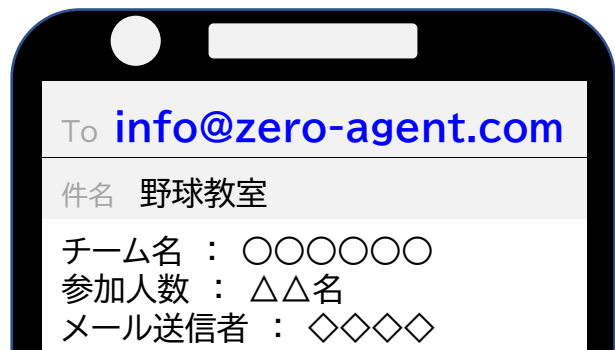 To info@zero-agent.com
件名 野球教室
チーム名 ： 〇〇〇〇〇〇
参加人数 ： △△名
メール送信者 ： ◇◇◇◇